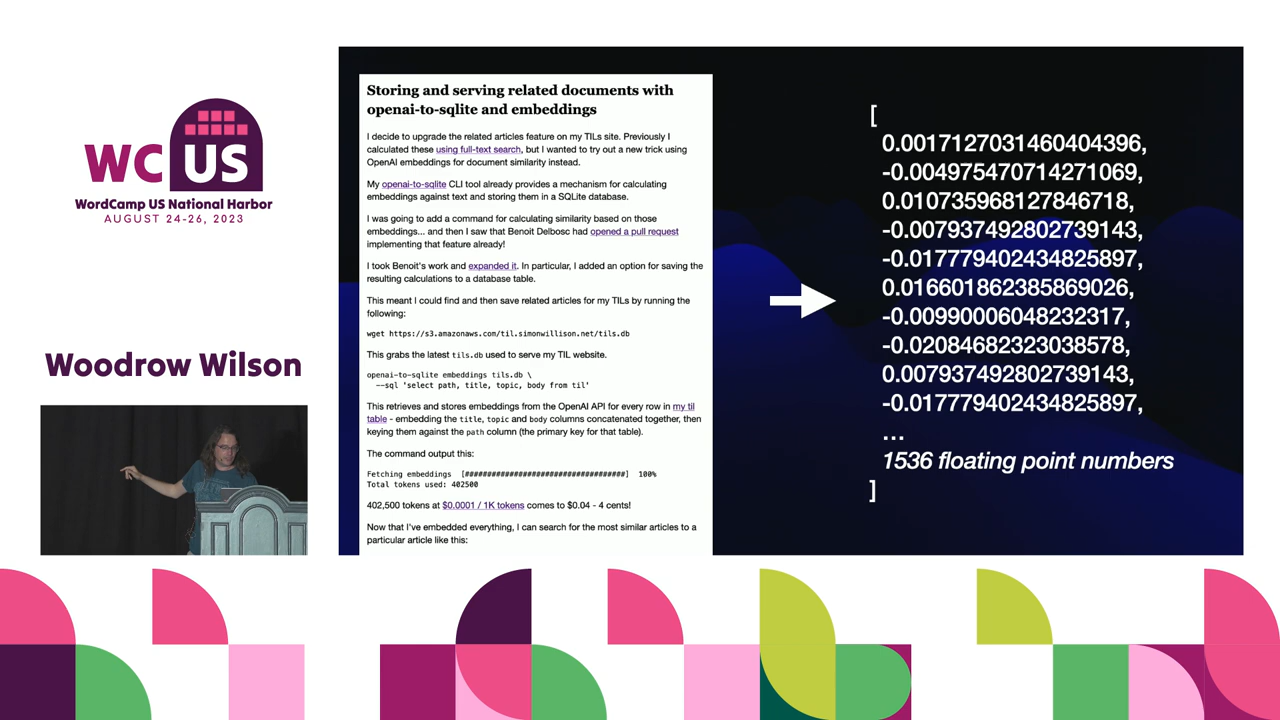 WC US
WordCamp US National Harbor
AUGUST 24-26, 2023
Woodrow Wilson
Storing and serving related documents with
openai-to-sqlite and embeddings
I decide to upgrade the related articles feature on my TILs site. Previously I
calculated these using full-text search, but I wanted to try out a new trick using
OpenAI embeddings for document similarity instead.
My openai-to-sqlite CLI tool already provides a mechanism for calculating
embeddings against text and storing them in a SQLite database.
I was going to add a command for calculating similarity based on those
embeddings... and then I saw that Benoit Delbosc had opened a pull request
implementing that feature already!
I took Benoit's work and expanded it. In particular, I added an option for saving the
resulting calculations to a database table.
This meant I could find and then save related articles for my TILs by running the
following:
wget https://s3.amazonaws.com/til.simonwillison.net/tils.db
This grabs the latest tils.db used to serve my TIL website.
openai-to-sqlite embeddings tils.db \
--sql 'select path, title, topic, body from til'
This retrieves and stores embeddings from the OpenAI API for every row in my til
table - embedding the title, topic and body columns concatenated together, then
keying them against the path column (the primary key for that table).
The command output this:
Fetching embeddings [####################################] 100%
Total tokens used: 402500
402,500 tokens at $0.0001 / 1K tokens comes to $0.04 - 4 cents!
Now that I've embedded everything, I can search for the most similar articles to a
particular article like this:
[
0.0017127031460404396,
-0.004975470714271069,
0.010735968127846718,
-0.007937492802739143,
-0.017779402434825897,
0.016601862385869026,
-0.00990006048232317,
-0.02084682323038578,
0.007937492802739143,
-0.017779402434825897,
...
1536 floating point numbers
]